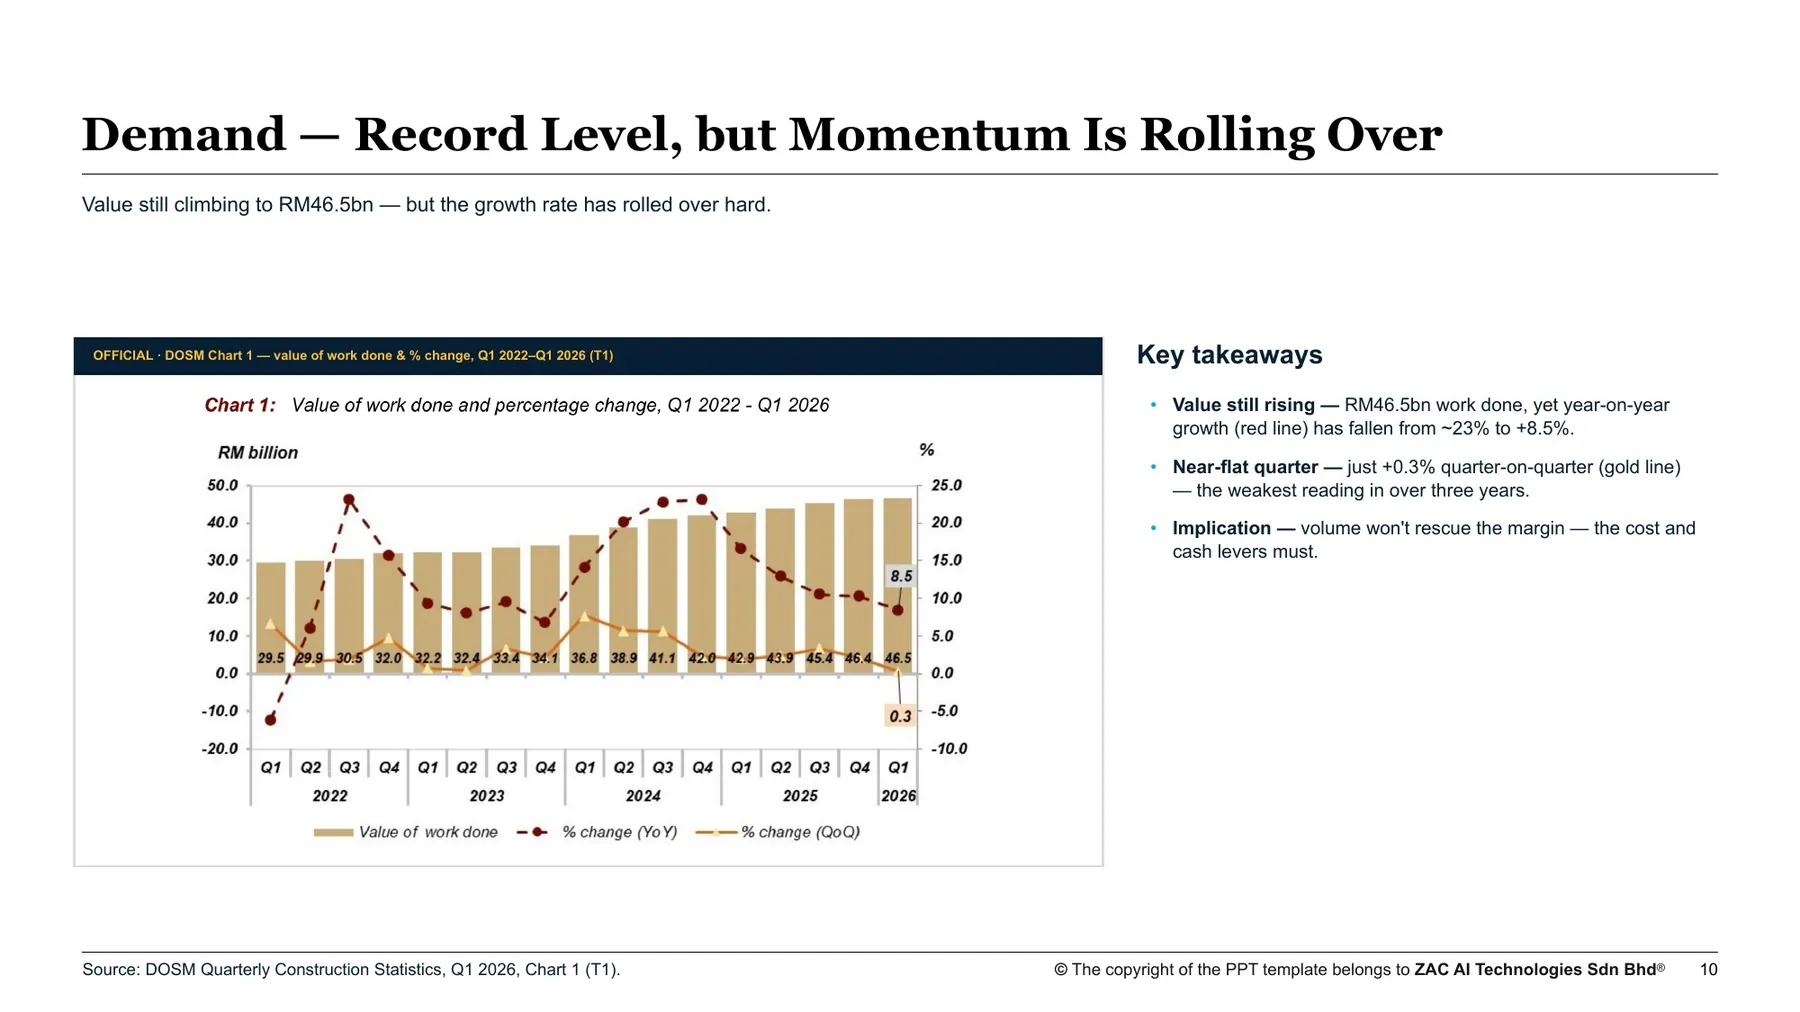 Demand — Record Level, but Momentum Is Rolling Over
Value still climbing to RM46.5bn — but the growth rate has rolled over hard.
OFFICIAL · DOSM Chart 1 — value of work done & % change, Q1 2022–Q1 2026 (T1)
Chart 1: Value of work done and percentage change, Q1 2022 - Q1 2026
RM billion %
50.0 25.0
40.0 20.0
30.0 15.0
8.5
20.0 10.0
10.0 5.0
29.5 29.9 30.5 32.0 32.2 32.4 33.4 34.1 36.8 38.9 41.1 42.0 42.9 43.9 45.4 46.4 46.5
0.0 0.0
-10.0 0.3 -5.0
-20.0 -10.0
Q1 Q2 Q3 Q4 Q1 Q2 Q3 Q4 Q1 Q2 Q3 Q4 Q1 Q2 Q3 Q4 Q1
2022 2023 2024 2025 2026
Value of work done % change (YoY) % change (QoQ)
Key takeaways
• Value still rising — RM46.5bn work done, yet year-on-year
growth (red line) has fallen from ~23% to +8.5%.
• Near-flat quarter — just +0.3% quarter-on-quarter (gold line)
— the weakest reading in over three years.
• Implication — volume won't rescue the margin — the cost and
cash levers must.
Source: DOSM Quarterly Construction Statistics, Q1 2026, Chart 1 (T1).
© The copyright of the PPT template belongs to ZAC AI Technologies Sdn Bhd® 10